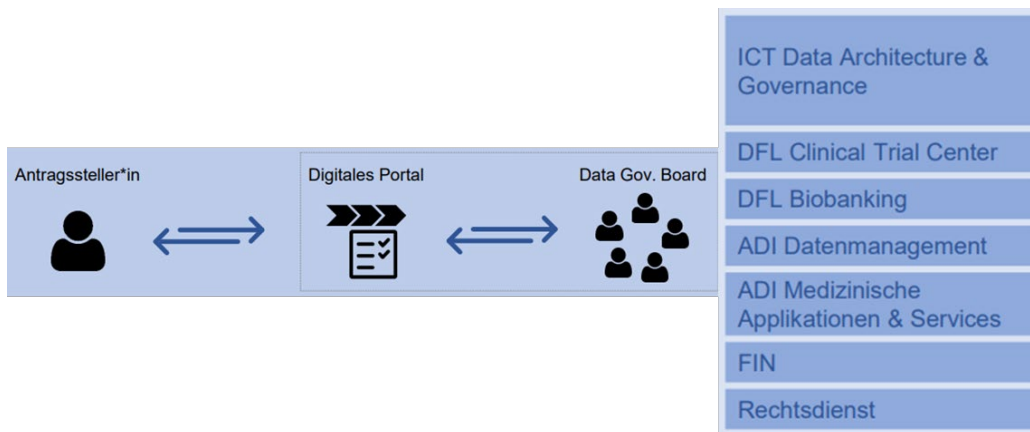 Antragssteller*in
Digitales Portal
Data Gov. Board
ICT Data Architecture &
Governance
DFL Clinical Trial Center
DFL Biobanking
ADI Datenmanagement
ADI Medizinische
Applikationen & Services
FIN
Rechtsdienst